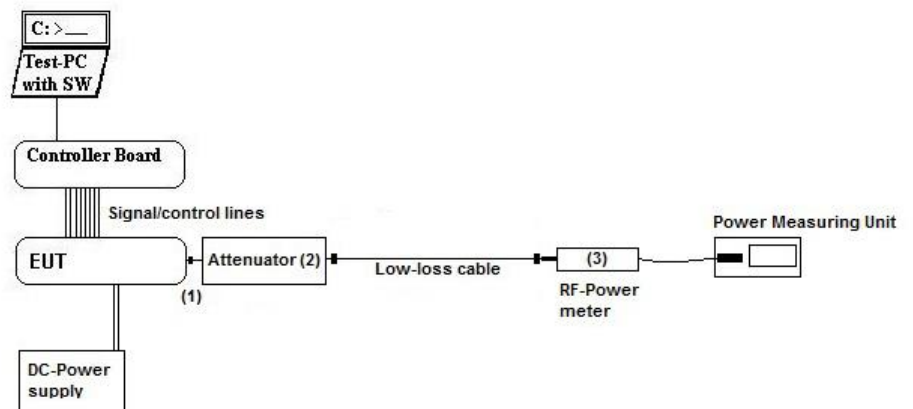 C:>__
Test-PC
with SW
Controller Board
Signal/control lines
Power Measuring Unit
EUT
Attenuator (2)
Low-loss cable
(3)
(1)
RF-Power
meter
DC-Power
supply